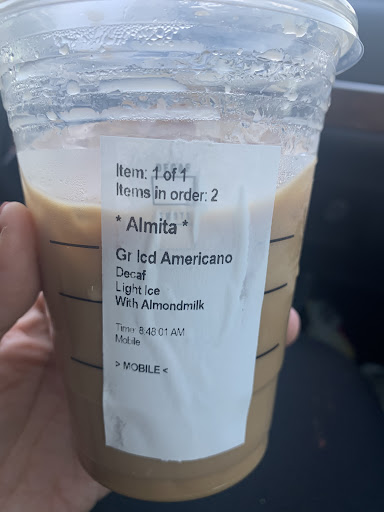 Item: 1 of 1
Items in order: 2
* Almita *
Gr Icd Americano
Decaf
Light Ice
With Almondmilk
Time: 8:48:01 AM
Mobile
> MOBILE <